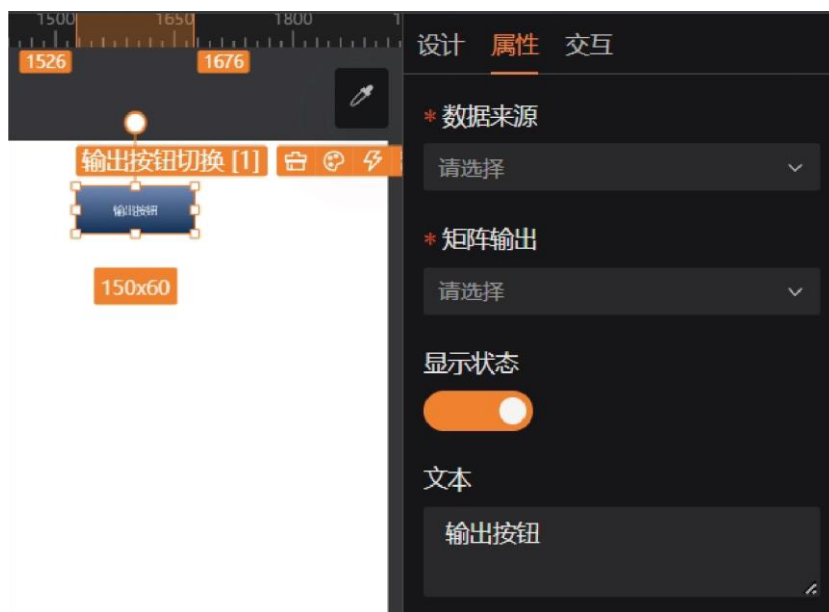 1500 1650 1800 1
1526 1676
输出按钮切换 [1]
输出按钮
150x60
设计 属性 交互
* 数据来源
请选择
* 矩阵输出
请选择
显示状态
文本
输出按钮